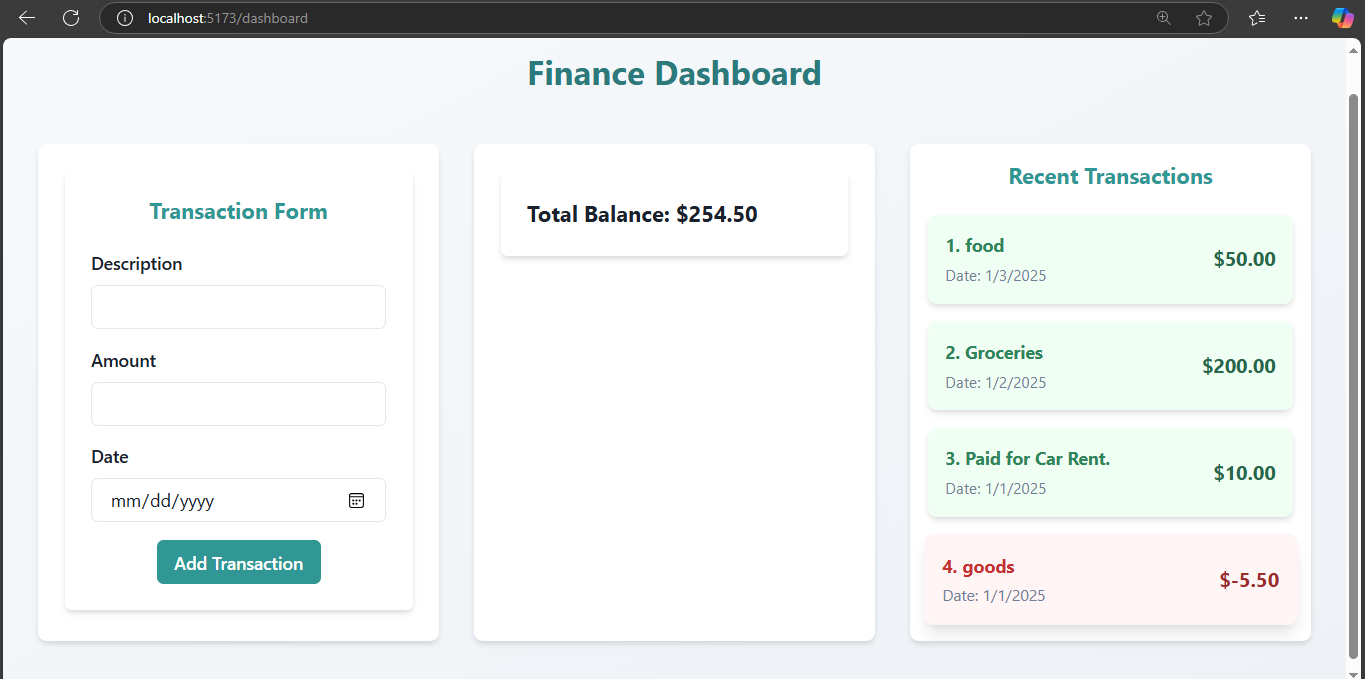 localhost:5173/dashboard
Finance Dashboard
Transaction Form
Description
Amount
Date
mm/dd/yyyy
Add Transaction
Total Balance: $254.50
Recent Transactions
1. food
Date: 1/3/2025
$50.00
2. Groceries
Date: 1/2/2025
$200.00
3. Paid for Car Rent.
Date: 1/1/2025
$10.00
4. goods
Date: 1/1/2025
$-5.50